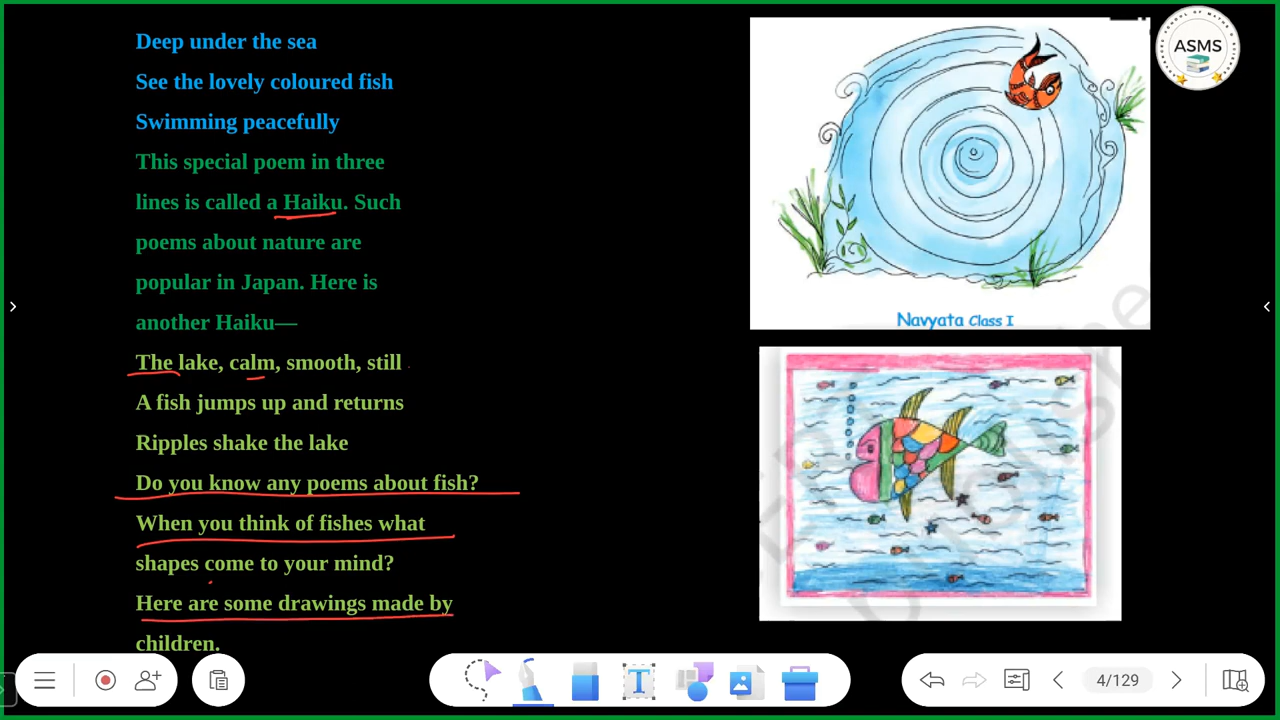 Deep under the sea
See the lovely coloured fish
Swimming peacefully
This special poem in three
lines is called a Haiku. Such
poems about nature are
popular in Japan. Here is
another Haiku—
The lake, calm, smooth, still
A fish jumps up and returns
Ripples shake the lake
Do you know any poems about fish?
When you think of fishes what
shapes come to your mind?
Here are some drawings made by
children.
Navyata Class I
ASMS
4/129